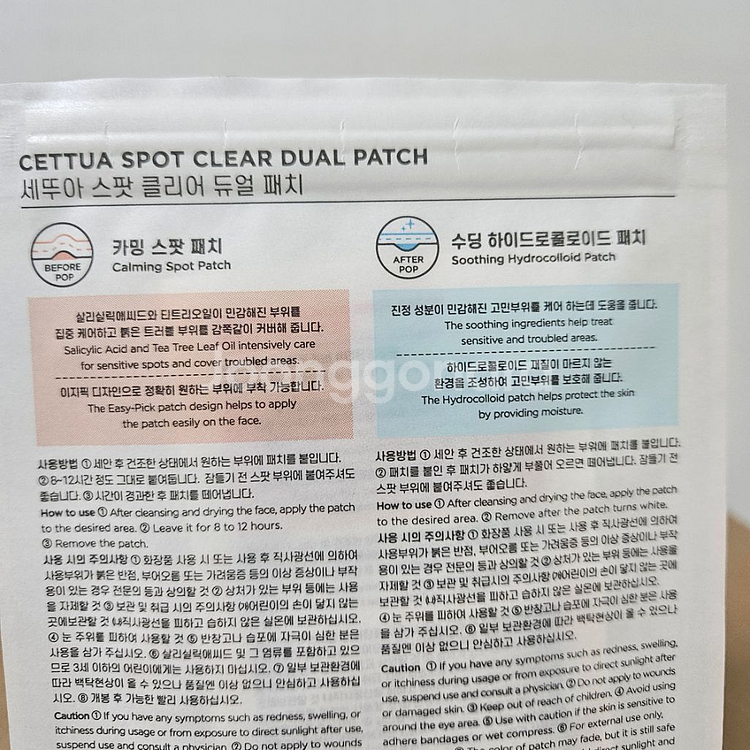 CETTUA SPOT CLEAR DUAL PATCH
세뚜아 스팟 클리어 듀얼 패치
BEFORE
POP
카밍 스팟 패치
Calming Spot Patch
살리실릭애씨드와 티트리오일이 민감해진 부위를
집중 케어하고 붉은 트러블 부위를 감쪽같이 커버해 줍니다.
Salicylic Acid and Tea Tree Leaf Oil intensively care
for sensitive spots and cover troubled areas.
이지픽 디자인으로 정확히 원하는 부위에 부착 가능합니다.
The Easy-Pick patch design helps to apply
the patch easily on the face.
사용방법 ① 세안 후 건조한 상태에서 원하는 부위에 패치를 붙입니다.
② 8~12시간 정도 그대로 붙여둡니다. 잠들기 전 스팟 부위에 붙여주셔도
좋습니다. ③ 시간이 경과한 후 패치를 떼어냅니다.
How to use ① After cleansing and drying the face, apply the patch
to the desired area. ② Leave it for 8 to 12 hours.
③ Remove the patch.
사용 시의 주의사항 ① 화장품 사용 시 또는 사용 후 직사광선에 의하여
사용부위가 붉은 반점, 부어오름 또는 가려움증 등의 이상 증상이나 부작
용이 있는 경우 전문의 등과 상의할 것 ② 상처가 있는 부위 등에는 사용
을 자제할 것 ③ 보관 및 취급 시의 주의사항 (가)어린이의 손이 닿지 않는
곳에보관할 것 (나)직사광선을 피하고 습하지 않은 실온에 보관하십시오.
④ 눈 주위를 피하여 사용할 것 ⑤ 반창고나 습포에 자극이 심한 분은
사용을 삼가 주십시오. ⑥ 살리실릭애씨드 및 그 염류를 포함하고 있으
므로 3세 이하의 어린이에게는 사용하지 마십시오. ⑦ 일부 보관환경에
따라 백탁현상이 올 수 있으나 품질엔 이상 없으니 안심하고 사용하십
시오. ⑧ 개봉 후 가능한 빨리 사용하십시오.
Caution ① If you have any symptoms such as redness, swelling, or
itchiness during usage or from exposure to direct sunlight after use,
suspend use and consult a physician. ② Do not apply to wounds
AFTER
POP
수딩 하이드로콜로이드 패치
Soothing Hydrocolloid Patch
진정 성분이 민감해진 고민부위를 케어 하는데 도움을 줍니다.
The soothing ingredients help treat
sensitive and troubled areas.
하이드로콜로이드 재질이 마르지 않는
환경을 조성하여 고민부위를 보호해 줍니다.
The Hydrocolloid patch helps protect the skin
by providing moisture.
사용방법 ① 세안 후 건조한 상태에서 원하는 부위에 패치를 붙입니다.
② 패치를 붙인 후 패치가 하얗게 부풀어 오르면 떼어냅니다. 잠들기 전
스팟 부위에 붙여주셔도 좋습니다.
How to use ① After cleansing and drying the face, apply the patch
to the desired area. ② Remove after the patch turns white.
사용 시의 주의사항 ① 화장품 사용 시 또는 사용 후 직사광선에 의하여
사용부위가 붉은 반점, 부어오름 또는 가려움증 등의 이상 증상이나 부작
용이 있는 경우 전문의 등과 상의할 것 ② 상처가 있는 부위 등에는 사용을
자제할 것 ③ 보관 및 취급시의 주의사항 (가)어린이의 손이 닿지 않는 곳에
보관할 것 (나)직사광선을 피하고 습하지 않은 실온에 보관하십시오.
④ 눈 주위를 피하여 사용할 것 ⑤ 반창고나 습포에 자극이 심한 분은 사용
을 삼가 주십시오. ⑥ 일부 보관환경에 따라 백탁현상이 올 수 있으나
품질엔 이상 없으니 안심하고 사용하십시오.
Caution ① If you have any symptoms such as redness, swelling,
or itchiness during usage or from exposure to direct sunlight after
use, suspend use and consult a physician. ② Do not apply to wounds
or damaged skin. ③ Keep out of reach of children. ④ Avoid using
around the eye area. ⑤ Use with caution if the skin is sensitive to
adhere bandages or wet compress. ⑥ For external use only.
The color of patch may fade, but it is still safe